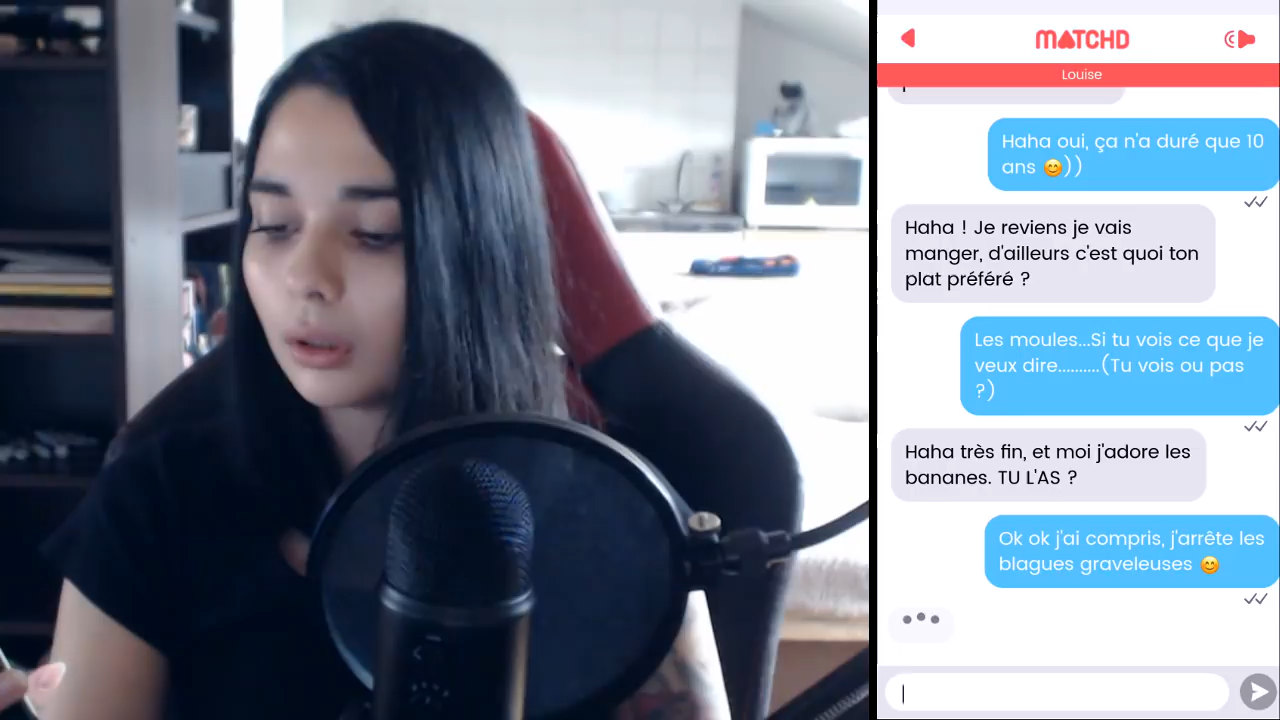 MATCHD
Louise
Haha oui, ça n'a duré que 10
ans 😊))
Haha ! Je reviens je vais
manger, d'ailleurs c'est quoi ton
plat préféré ?
Les moules...Si tu vois ce que je
veux dire..........(Tu vois ou pas
?)
Haha très fin, et moi j'adore les
bananes. TU L'AS ?
Ok ok j'ai compris, j'arrête les
blagues graveleuses 😊